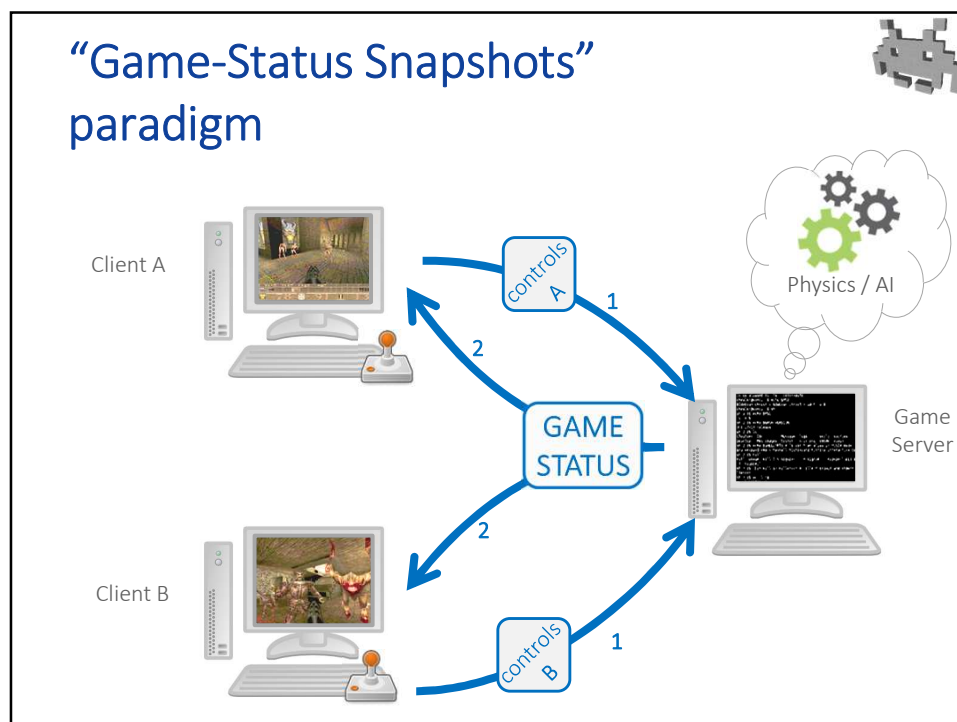 “Game-Status Snapshots”
paradigm
Client A
controls
A
1
Physics / AI
2
GAME
STATUS
Game
Server
2
Client B
controls
B
1